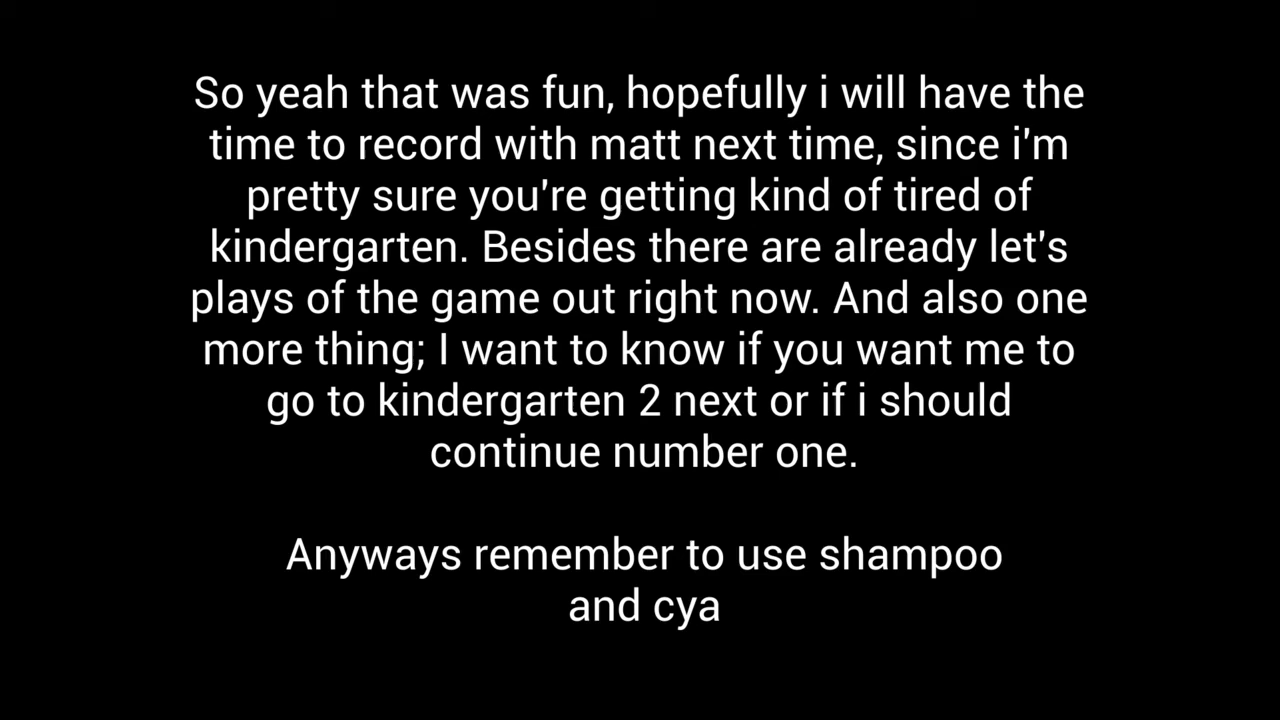 So yeah that was fun, hopefully i will have the
time to record with matt next time, since i'm
pretty sure you're getting kind of tired of
kindergarten. Besides there are already let's
plays of the game out right now. And also one
more thing; I want to know if you want me to
go to kindergarten 2 next or if i should
continue number one.
Anyways remember to use shampoo
and cya